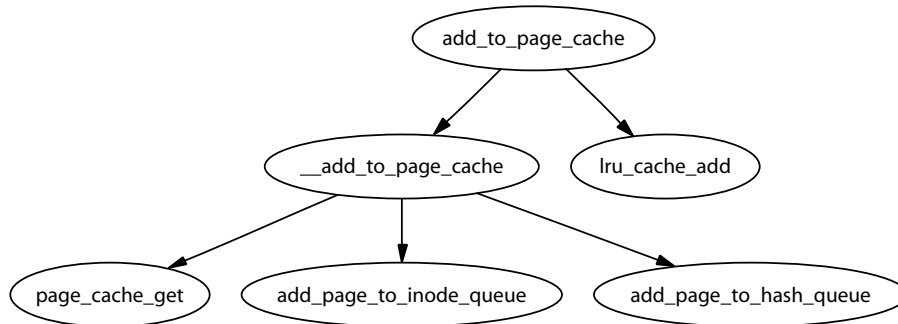 add_to_page_cache
__add_to_page_cache
lru_cache_add
page_cache_get
add_page_to_inode_queue
add_page_to_hash_queue